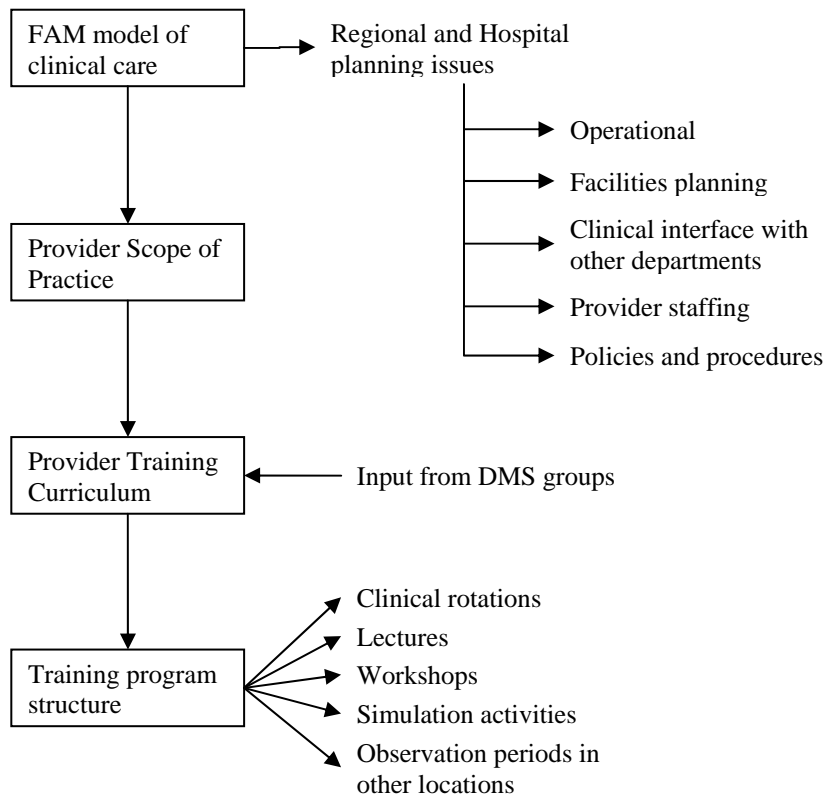 FAM model of
clinical care
Regional and Hospital
planning issues
Operational
Facilities planning
Clinical interface with
other departments
Provider staffing
Policies and procedures
Provider Scope of
Practice
Provider Training
Curriculum
Input from DMS groups
Training program
structure
Clinical rotations
Lectures
Workshops
Simulation activities
Observation periods in
other locations